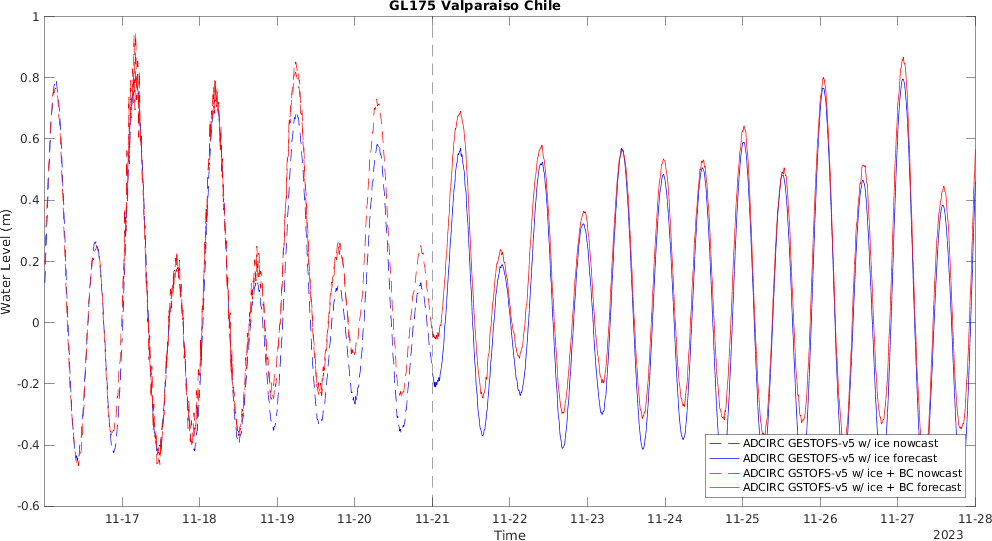 GL175 Valparaiso Chile
1
0.8
0.6
0.4
0.2
0
-0.2
-0.4
-0.6
Water Level (m)
ADCIRC GESTOFS-v5 w/ ice nowcast
ADCIRC GESTOFS-v5 w/ ice forecast
ADCIRC GSTOFS-v5 w/ ice + BC nowcast
ADCIRC GSTOFS-v5 w/ ice + BC forecast
11-17 11-18 11-19 11-20 11-21 11-22 11-23 11-24 11-25 11-26 11-27 11-28
Time
2023